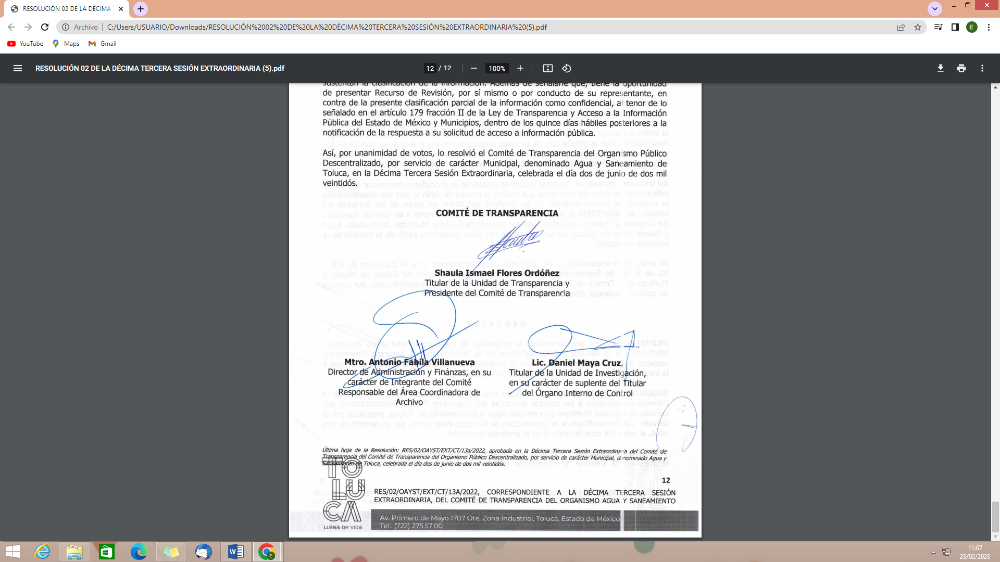 RESOLUCIÓN 02 DE LA DÉCIMA T
Archivo
C:/Users/USUARIO/Downloads/RESOLUCIÓN%2002%20DE%20LA%20DÉCIMA%20TERCERA%20SESIÓN%20EXTRAORDINARIA%20(5).pdf
E
YouTube
Maps
Gmail
RESOLUCIÓN 02 DE LA DÉCIMA TERCERA SESIÓN EXTRAORDINARIA (5).pdf
12 / 12
100%
sustentan la clasificación de la información. Además de señalarle que, tiene la oportunidad
de presentar Recurso de Revisión, por sí mismo o por conducto de su representante, en
contra de la presente clasificación parcial de la información como confidencial, al tenor de lo
señalado en el artículo 179 fracción II de la Ley de Transparencia y Acceso a la Información
Pública del Estado de México y Municipios, dentro de los quince días hábiles posteriores a la
notificación de la respuesta a su solicitud de acceso a información pública.
Así, por unanimidad de votos, lo resolvió el Comité de Transparencia del Organismo Público
Descentralizado, por servicio de carácter Municipal, denominado Agua y Saneamiento de
Toluca, en la Décima Tercera Sesión Extraordinaria, celebrada el día dos de junio de dos mil
veintidós.
COMITÉ DE TRANSPARENCIA
Shaula Ismael Flores Ordóñez
Titular de la Unidad de Transparencia y
Presidente del Comité de Transparencia
Mtro. Antonio Fabila Villanueva
Director de Administración y Finanzas, en su
carácter de Integrante del Comité
Responsable del Área Coordinadora de
Archivo
Lic. Daniel Maya Cruz,
Titular de la Unidad de Investigación,
en su carácter de suplente del Titular
del Órgano Interno de Control
Última hoja de la Resolución: RES/02/OAYST/EXT/CT/13a/2022, aprobada en la Décima Tercera Sesión Extraordinaria del Comité de
Transparencia del Comité de Transparencia del Organismo Público Descentralizado, por servicio de carácter Municipal, denominado Agua y
Saneamiento de Toluca, celebrada el día dos de junio de dos mil veintidós.
12
TOLUCA
LLENA DE VIDA
RES/02/OAYST/EXT/CT/13A/2022, CORRESPONDIENTE A LA DÉCIMA TERCERA SESIÓN
EXTRAORDINARIA, DEL COMITÉ DE TRANSPARENCIA DEL ORGANISMO AGUA Y SANEAMIENTO
Av. Primero de Mayo 1707 Ote. Zona Industrial, Toluca, Estado de México
Tel.: (722) 275.57.00
11:07
23/02/2023